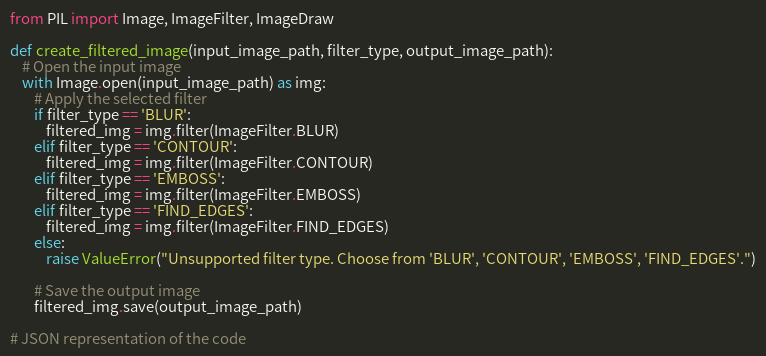 from PIL import Image, ImageFilter, ImageDraw

def create_filtered_image(input_image_path, filter_type, output_image_path):
    # Open the input image
    with Image.open(input_image_path) as img:
        # Apply the selected filter
        if filter_type == 'BLUR':
            filtered_img = img.filter(ImageFilter.BLUR)
        elif filter_type == 'CONTOUR':
            filtered_img = img.filter(ImageFilter.CONTOUR)
        elif filter_type == 'EMBOSS':
            filtered_img = img.filter(ImageFilter.EMBOSS)
        elif filter_type == 'FIND_EDGES':
            filtered_img = img.filter(ImageFilter.FIND_EDGES)
        else:
            raise ValueError("Unsupported filter type. Choose from 'BLUR', 'CONTOUR', 'EMBOSS', 'FIND_EDGES'.")

        # Save the output image
        filtered_img.save(output_image_path)

# JSON representation of the code